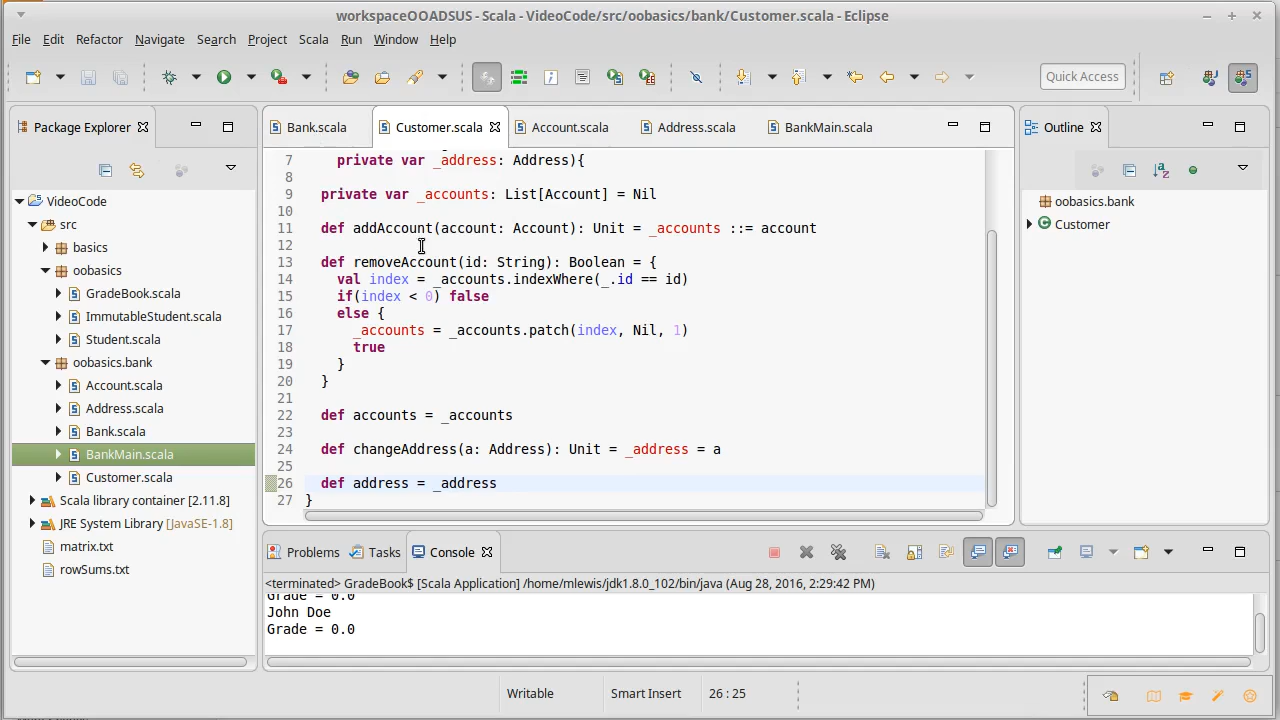 workspaceOOADSUS - Scala - VideoCode/src/oobasics/bank/Customer.scala - Eclipse
File Edit Refactor Navigate Search Project Scala Run Window Help
Quick Access
Package Explorer
VideoCode
src
basics
oobasics
GradeBook.scala
ImmutableStudent.scala
Student.scala
oobasics.bank
Account.scala
Address.scala
Bank.scala
BankMain.scala
Customer.scala
Scala library container [2.11.8]
JRE System Library [JavaSE-1.8]
matrix.txt
rowSums.txt
Bank.scala Customer.scala Account.scala Address.scala BankMain.scala
7 private var _address: Address){
8
9 private var _accounts: List[Account] = Nil
10
11 def addAccount(account: Account): Unit = _accounts ::= account
12
13 def removeAccount(id: String): Boolean = {
14 val index = _accounts.indexWhere(_.id == id)
15 if(index < 0) false
16 else {
17 _accounts = _accounts.patch(index, Nil, 1)
18 true
19 }
20 }
21
22 def accounts = _accounts
23
24 def changeAddress(a: Address): Unit = _address = a
25
26 def address = _address
27 }
Outline
oobasics.bank
Customer
Problems Tasks Console
<terminated> GradeBook$ [Scala Application] /home/mlewis/jdk1.8.0_102/bin/java (Aug 28, 2016, 2:29:42 PM)
Grade = 0.0
John Doe
Grade = 0.0
Writable Smart Insert 26 : 25